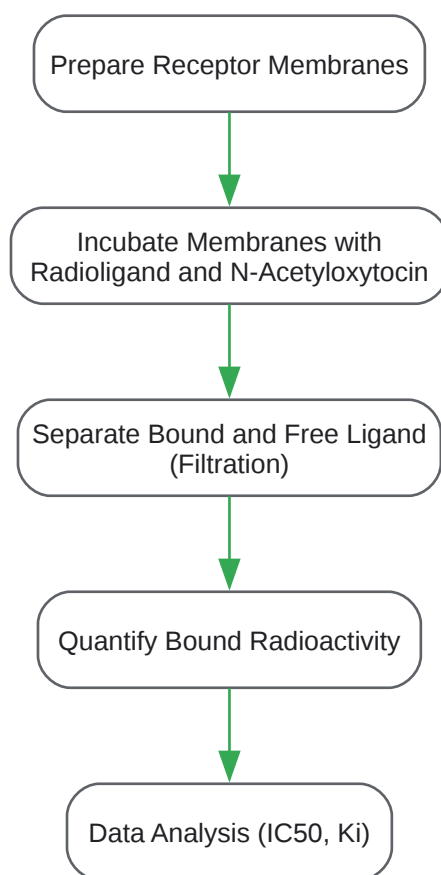 Prepare Receptor Membranes
Incubate Membranes with
Radioligand and N-Acetyloxytocin
Separate Bound and Free Ligand
(Filtration)
Quantify Bound Radioactivity
Data Analysis (IC50, Ki)